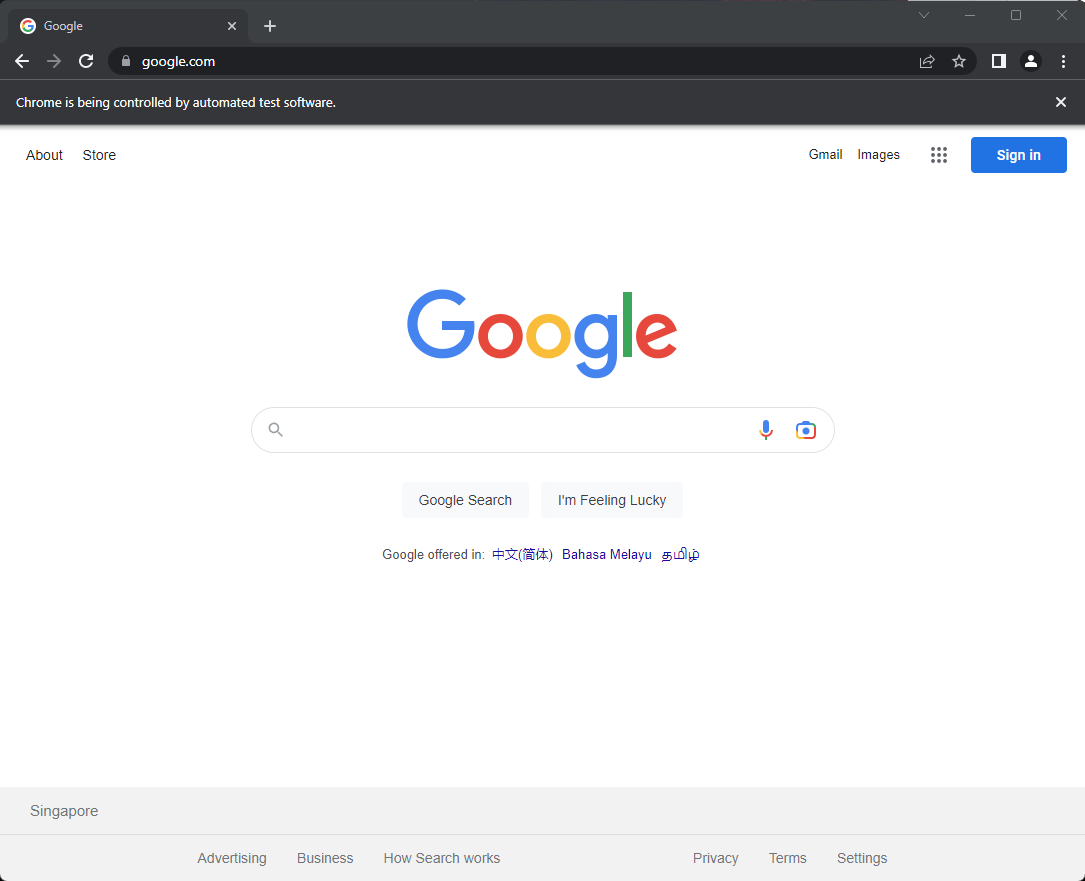 Google
google.com
Chrome is being controlled by automated test software.
About Store Gmail Images Sign in
Google
Google Search I'm Feeling Lucky
Google offered in: 中文(简体) Bahasa Melayu தமிழ்
Singapore
Advertising Business How Search works Privacy Terms Settings